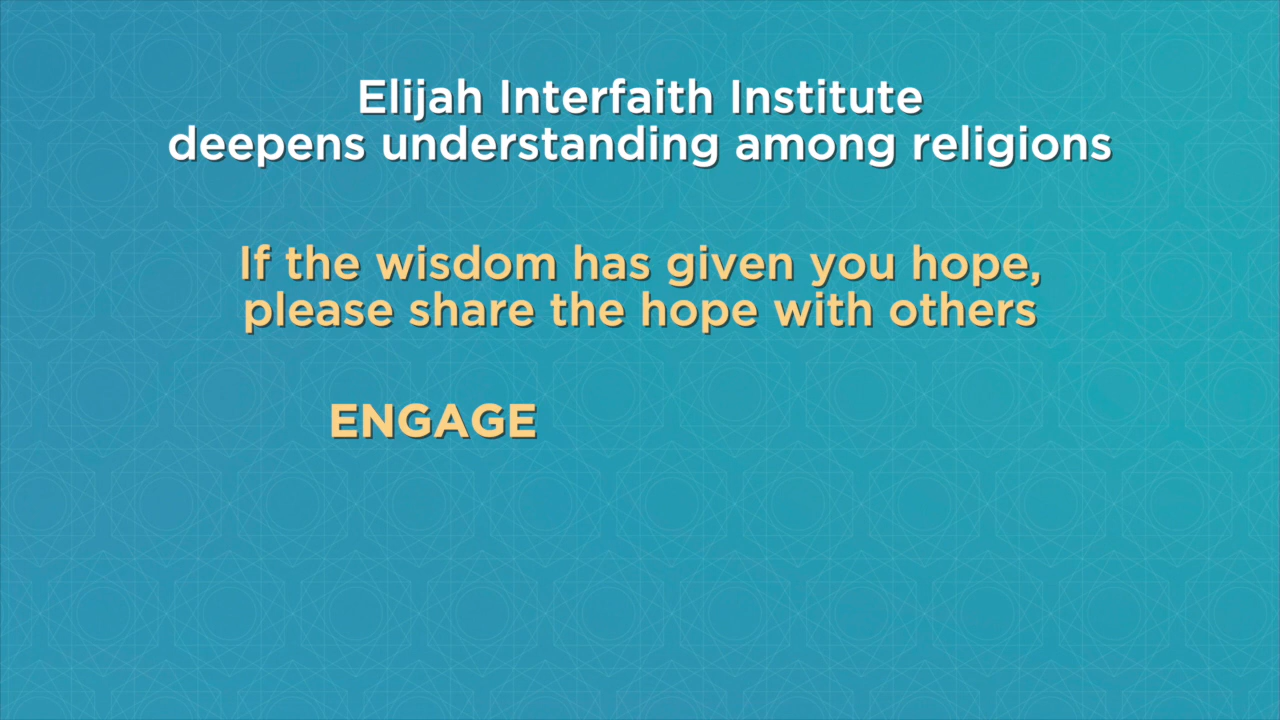 Elijah Interfaith Institute
deepens understanding among religions
If the wisdom has given you hope,
please share the hope with others
ENGAGE